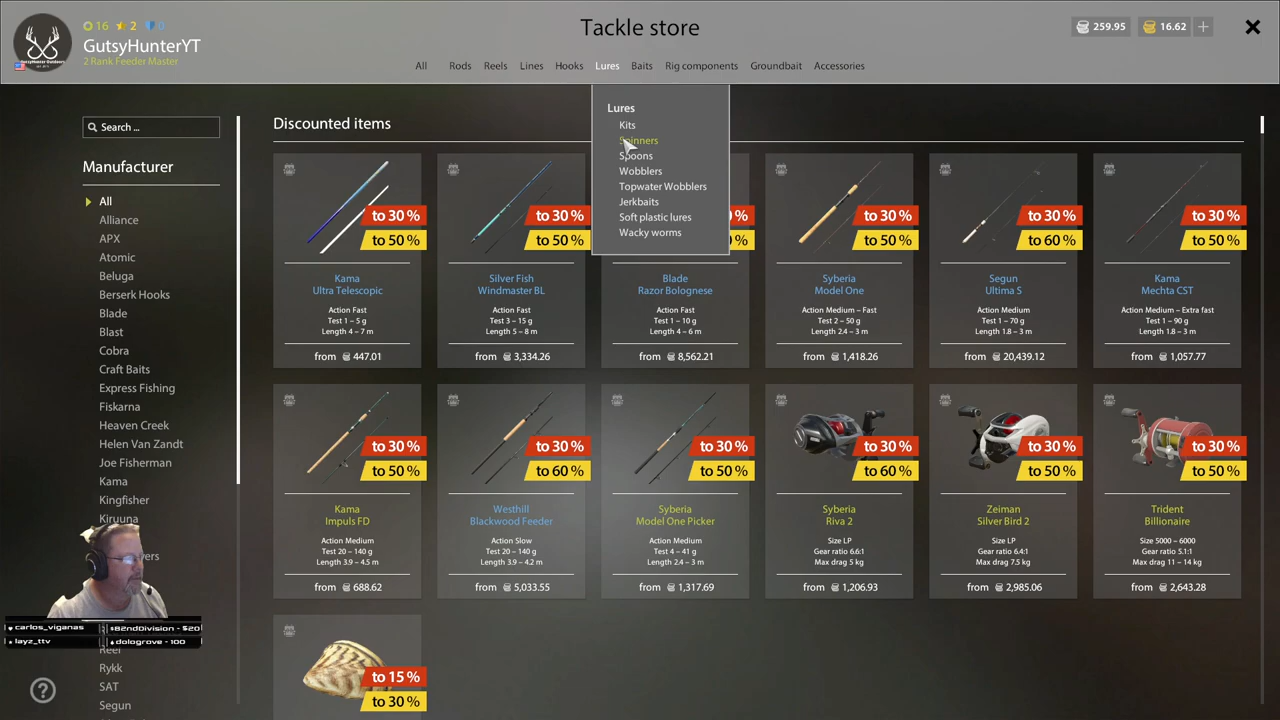 16 2 0
GutsyHunterYT
2 Rank Feeder Master
Tackle store
259.95
16.62
All Rods Reels Lines Hooks Lures Baits Rig components Groundbait Accessories
Lures
Kits
Spinners
Spoons
Wobblers
Topwater Wobblers
Jerkbaits
Soft plastic lures
Wacky worms
Search ...
Manufacturer
All
Alliance
APX
Atomic
Beluga
Berserk Hooks
Blade
Blast
Cobra
Craft Baits
Express Fishing
Fiskarna
Heaven Creek
Helen Van Zandt
Joe Fisherman
Kama
Kingfisher
Kiruuna
Reel
Rykk
SAT
Segun
carlos_viganas
B2ndDivision - $20
layz_ttv
dologrove - 100
Discounted items
to 30 %
to 50 %
Kama
Ultra Telescopic
Action Fast
Test 1 – 5 g
Length 4 – 7 m
from 447.01
to 30 %
to 50 %
Silver Fish
Windmaster BL
Action Fast
Test 3 – 15 g
Length 5 – 8 m
from 3,334.26
%
%
Blade
Razor Bolognese
Action Fast
Test 1 – 10 g
Length 4 – 6 m
from 8,562.21
to 30 %
to 50 %
Syberia
Model One
Action Medium – Fast
Test 2 – 50 g
Length 2.4 – 3 m
from 1,418.26
to 30 %
to 60 %
Segun
Ultima S
Action Medium
Test 1 – 70 g
Length 1.8 – 3 m
from 20,439.12
to 30 %
to 50 %
Kama
Mechta CST
Action Medium – Extra fast
Test 1 – 90 g
Length 1.8 – 3 m
from 1,057.77
to 30 %
to 50 %
Kama
Impuls FD
Action Medium
Test 20 – 140 g
Length 3.9 – 4.5 m
from 688.62
to 30 %
to 60 %
Westhill
Blackwood Feeder
Action Slow
Test 20 – 140 g
Length 3.9 – 4.2 m
from 5,033.55
to 30 %
to 50 %
Syberia
Model One Picker
Action Medium
Test 4 – 41 g
Length 2.4 – 3 m
from 1,317.69
to 30 %
to 60 %
Syberia
Riva 2
Size LP
Gear ratio 6.6:1
Max drag 5 kg
from 1,206.93
to 30 %
to 50 %
Zeiman
Silver Bird 2
Size LP
Gear ratio 6.4:1
Max drag 7.5 kg
from 2,985.06
to 30 %
to 50 %
Trident
Billionaire
Size 5000 – 6000
Gear ratio 5.1:1
Max drag 11 – 14 kg
from 2,643.28
to 15 %
to 30 %
?